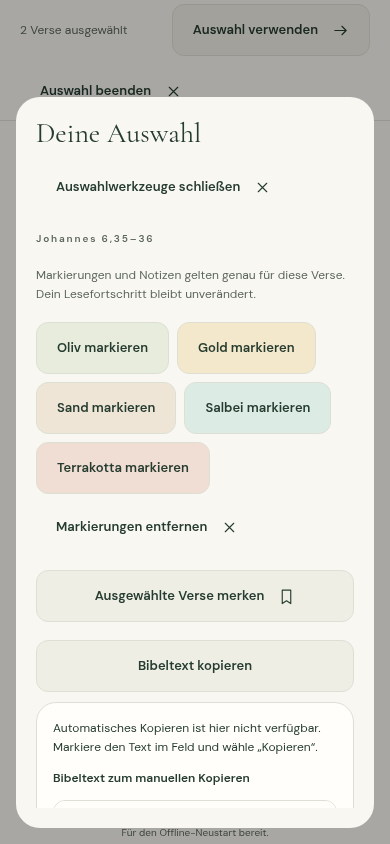 2 Verse ausgewählt
Auswahl verwenden
Auswahl beenden
Deine Auswahl
Auswahlwerkzeuge schließen
Johannes 6,35–36
Markierungen und Notizen gelten genau für diese Verse.
Dein Lesefortschritt bleibt unverändert.
Oliv markieren
Gold markieren
Sand markieren
Salbei markieren
Terrakotta markieren
Markierungen entfernen
Ausgewählte Verse merken
Bibeltext kopieren
Automatisches Kopieren ist hier nicht verfügbar.
Markiere den Text im Feld und wähle „Kopieren“.
Bibeltext zum manuellen Kopieren
Für den Offline-Neustart bereit.